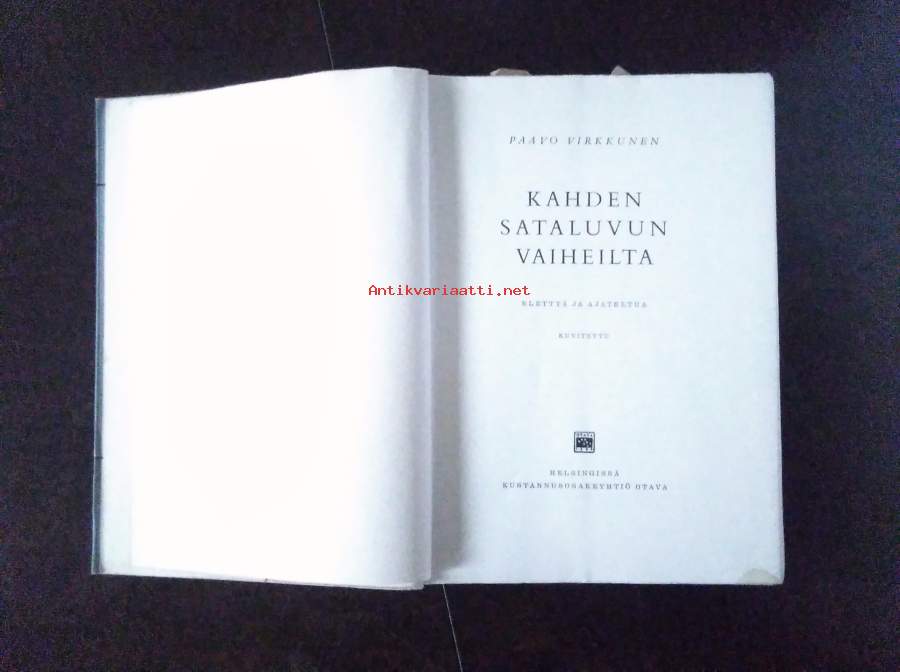 PAAVO VIRKKUNEN
KAHDEN
SATALUVUN
VAIHEILTA
Antikvariaatti.net
ELETTYÄ JA AJATELTUA
KUVITETTU
HELSINGISSÄ
KUSTANNUSOSAKEYHTIÖ OTAVA